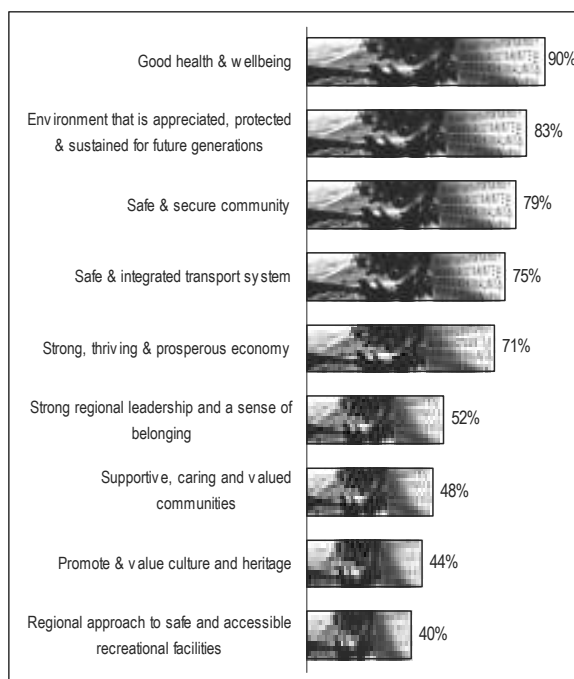 Good health & wellbeing
90%
Environment that is appreciated, protected
& sustained for future generations
83%
Safe & secure community
79%
Safe & integrated transport system
75%
Strong, thriving & prosperous economy
71%
Strong regional leadership and a sense of
belonging
52%
Supportive, caring and valued
communities
48%
Promote & value culture and heritage
44%
Regional approach to safe and accessible
recreational facilities
40%